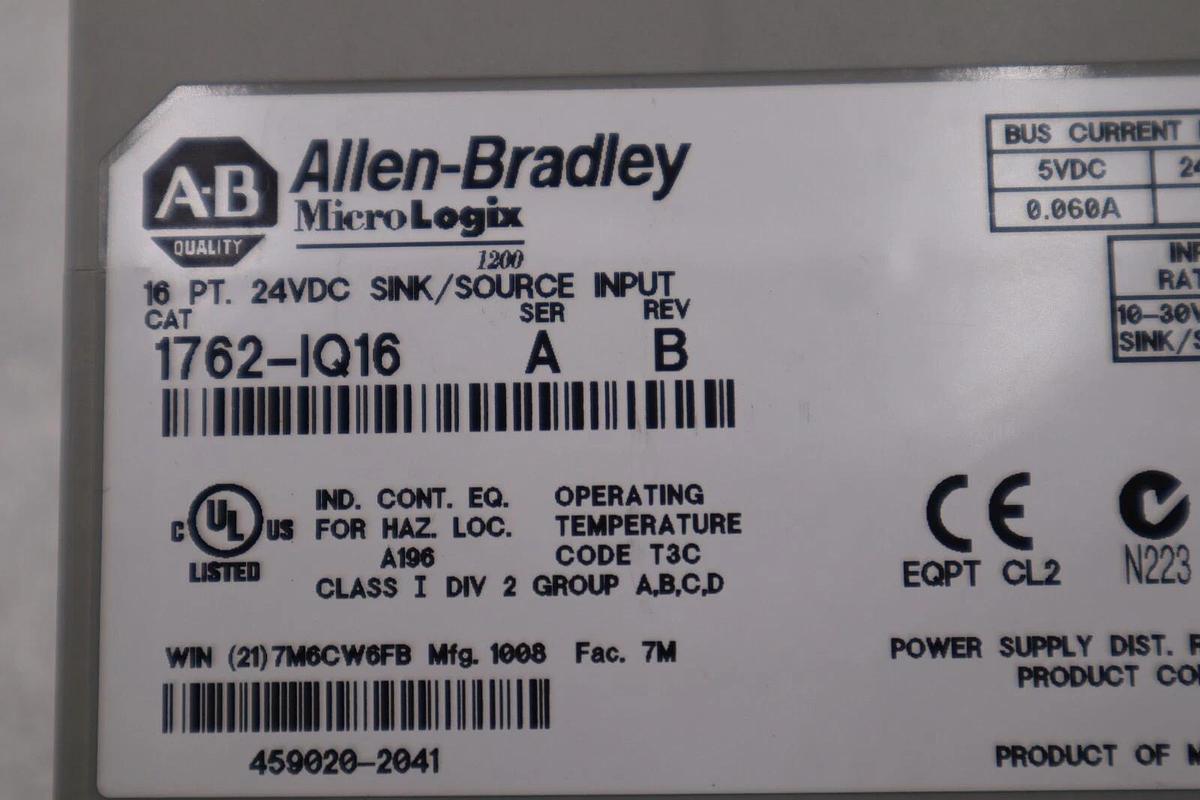 A-B
QUALITY
Allen-Bradley
MicroLogix
1200
16 PT. 24VDC SINK/SOURCE INPUT
CAT SER REV
1762-IQ16 A B
BUS CURRENT
5VDC 24
0.060A
INP
RAT
10-30V
SINK/S
C UL US
LISTED
IND. CONT. EQ.
FOR HAZ. LOC.
A196
OPERATING
TEMPERATURE
CODE T3C
CLASS I DIV 2 GROUP A,B,C,D
CE
EQPT CL2
N223
WIN (21)7M6CW6FB Mfg. 1008 Fac. 7M
459020-2041
POWER SUPPLY DIST. R
PRODUCT CO
PRODUCT OF M